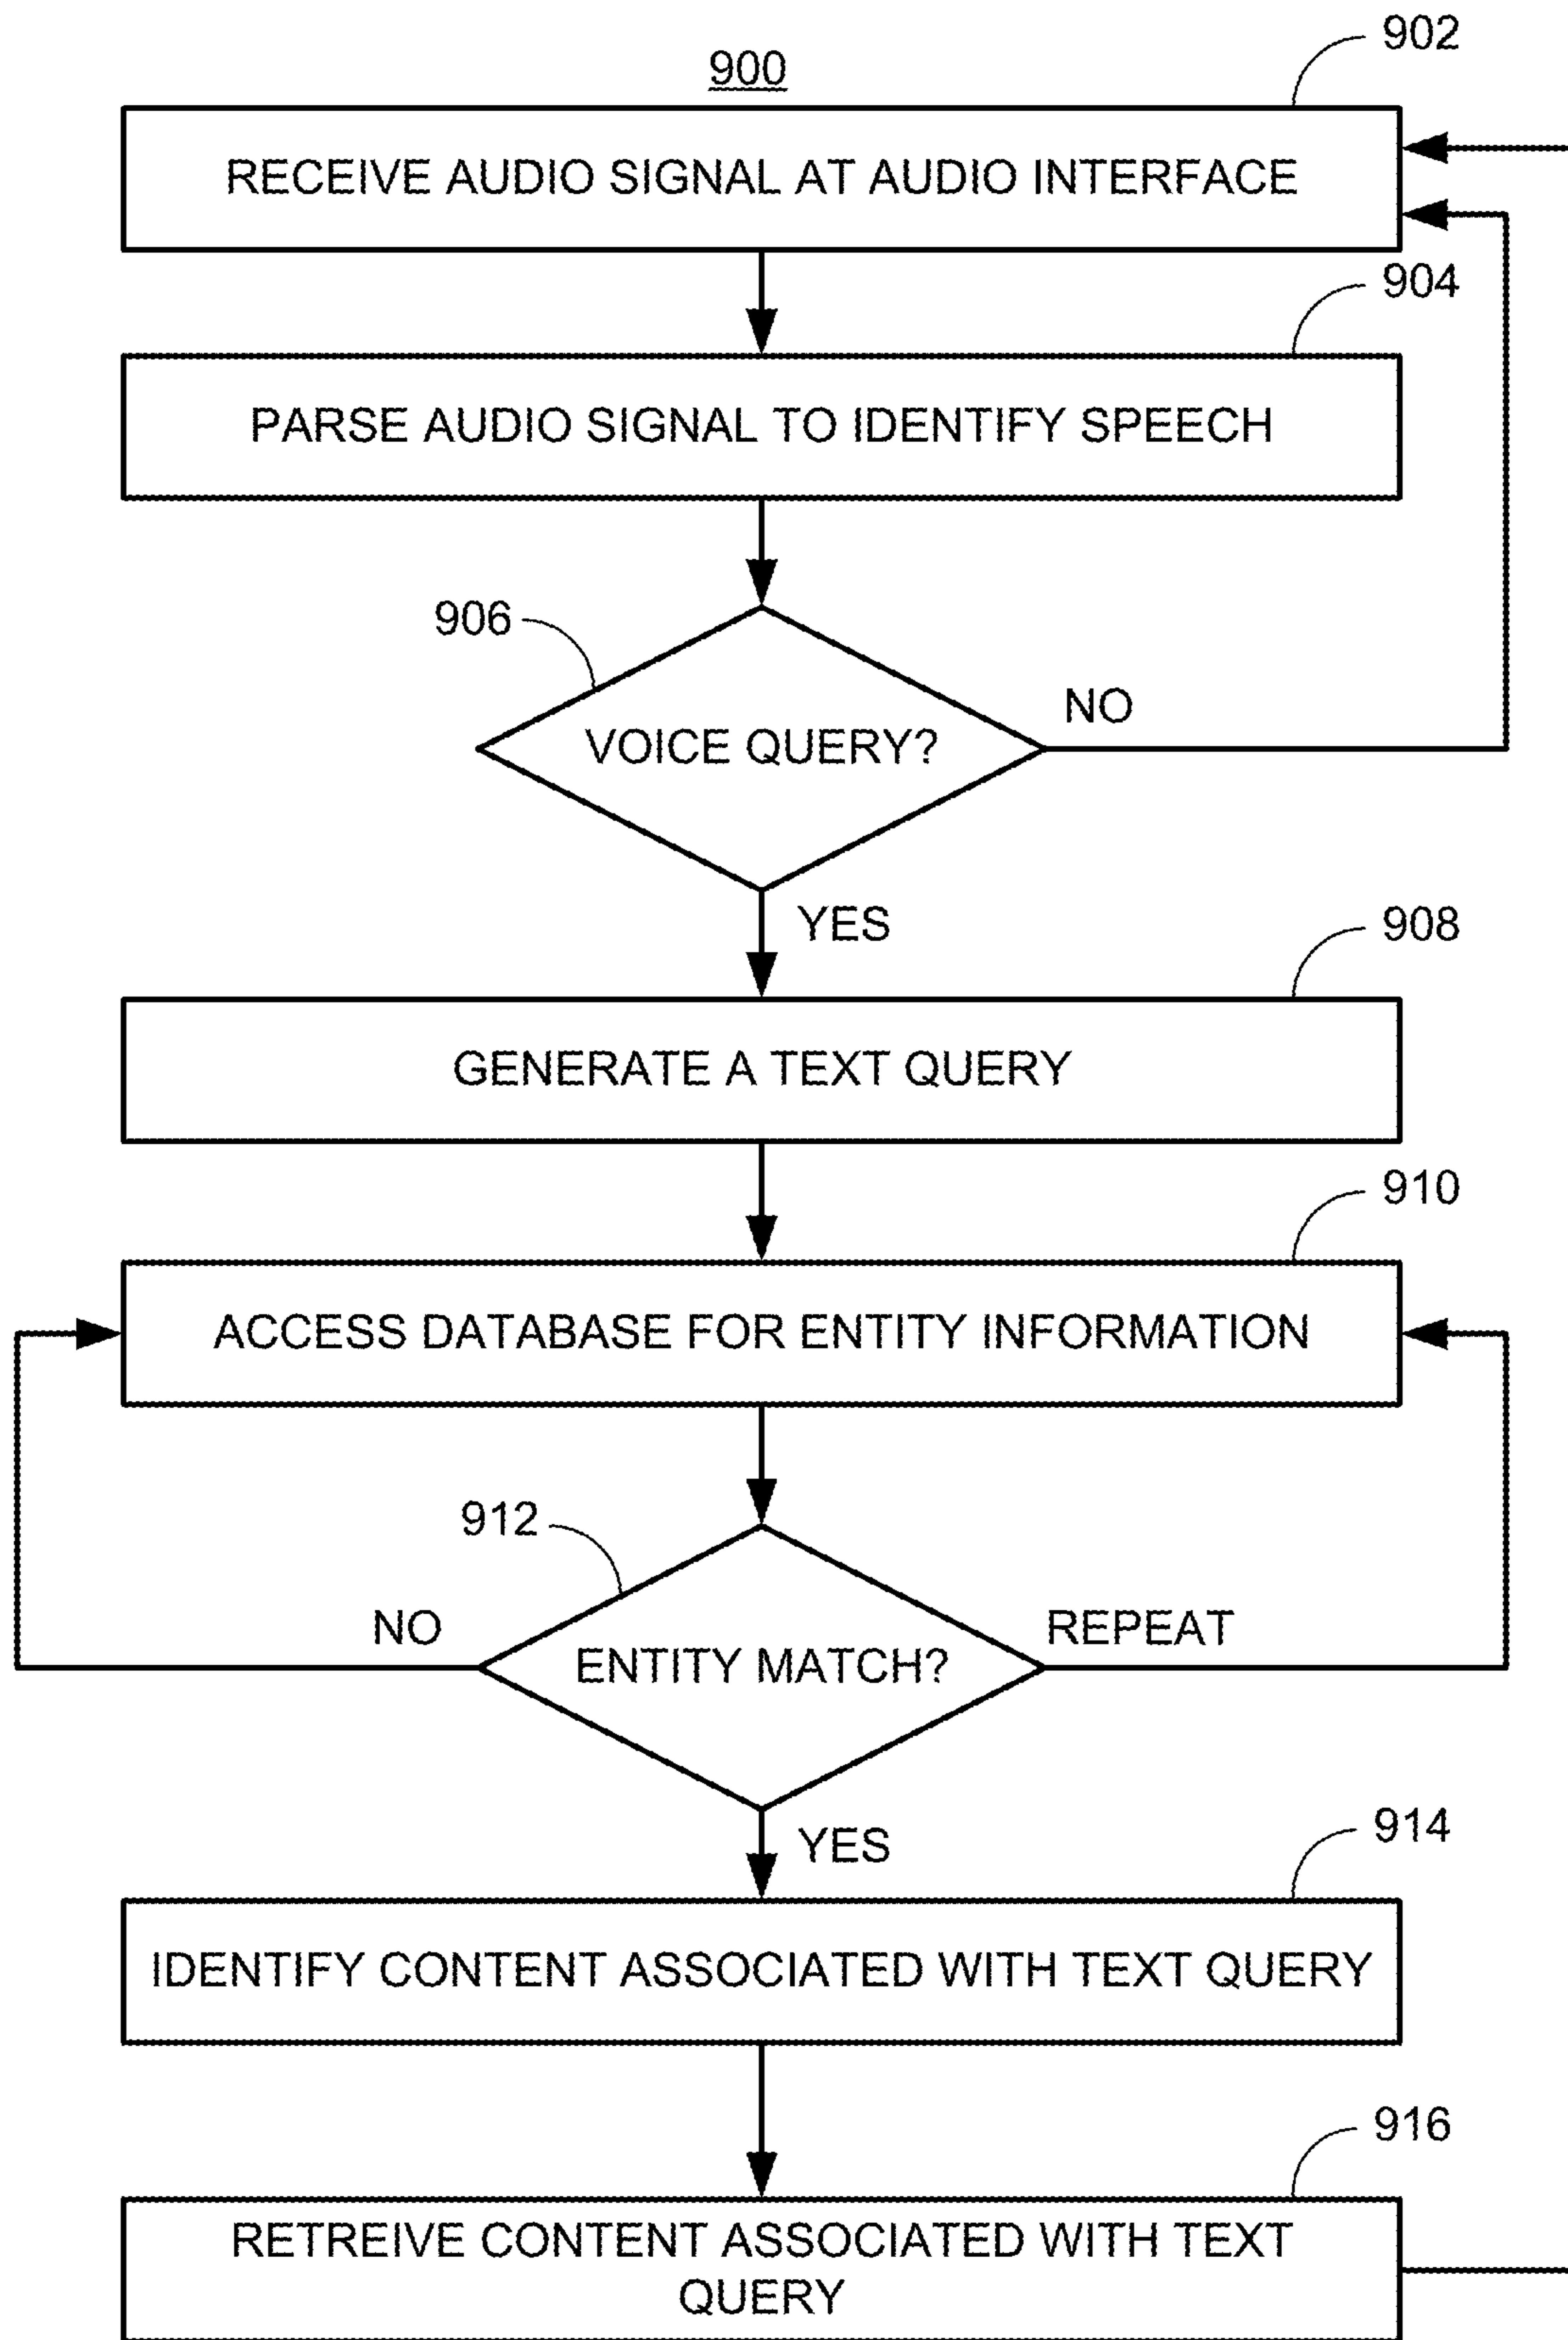 900
902
RECEIVE AUDIO SIGNAL AT AUDIO INTERFACE
904
PARSE AUDIO SIGNAL TO IDENTIFY SPEECH
906
VOICE QUERY?
NO
YES
908
GENERATE A TEXT QUERY
910
ACCESS DATABASE FOR ENTITY INFORMATION
912
NO
ENTITY MATCH?
REPEAT
YES
914
IDENTIFY CONTENT ASSOCIATED WITH TEXT QUERY
916
RETREIVE CONTENT ASSOCIATED WITH TEXT
QUERY